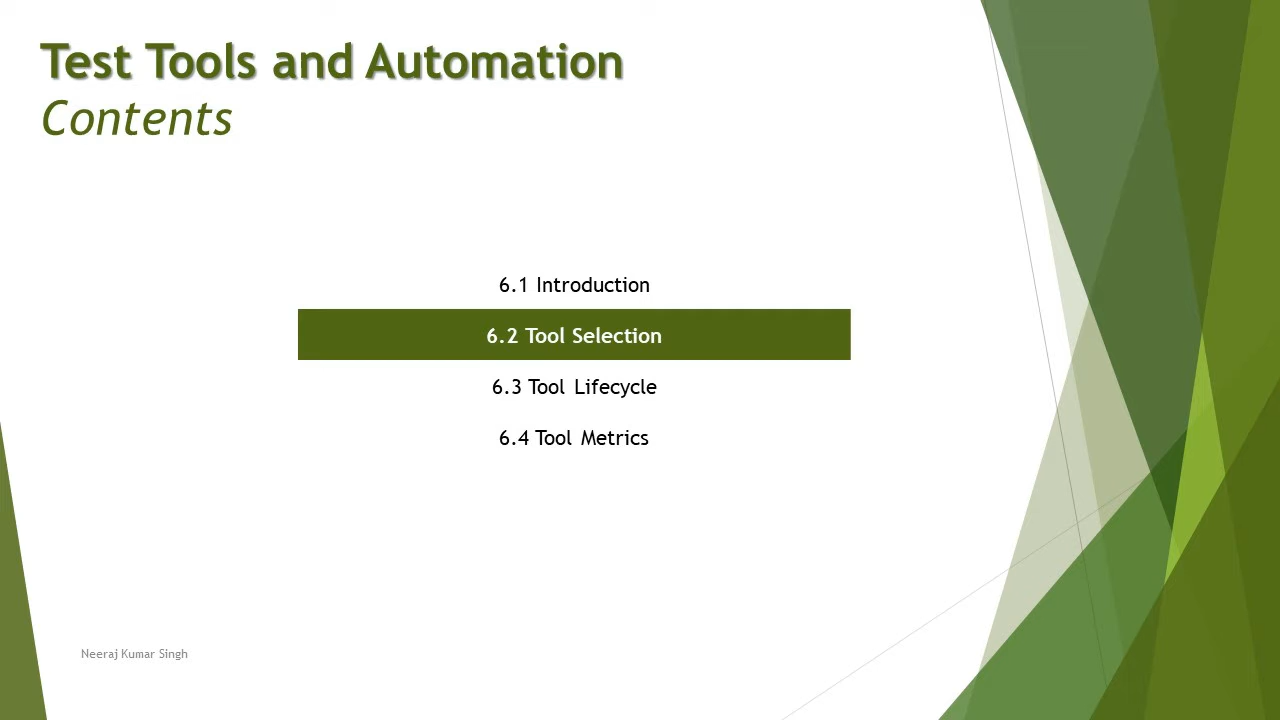 Test Tools and Automation
Contents
6.1 Introduction
6.2 Tool Selection
6.3 Tool Lifecycle
6.4 Tool Metrics
Neeraj Kumar Singh